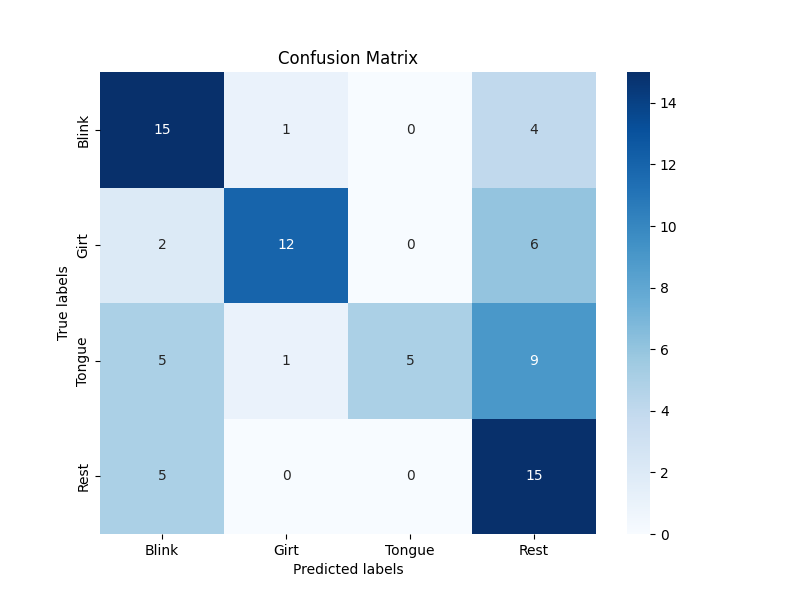 Confusion Matrix
True labels
Blink
15 1 0 4
Girt
2 12 0 6
Tongue
5 1 5 9
Rest
5 0 0 15
Blink Girt Tongue Rest
Predicted labels
14
12
10
8
6
4
2
0